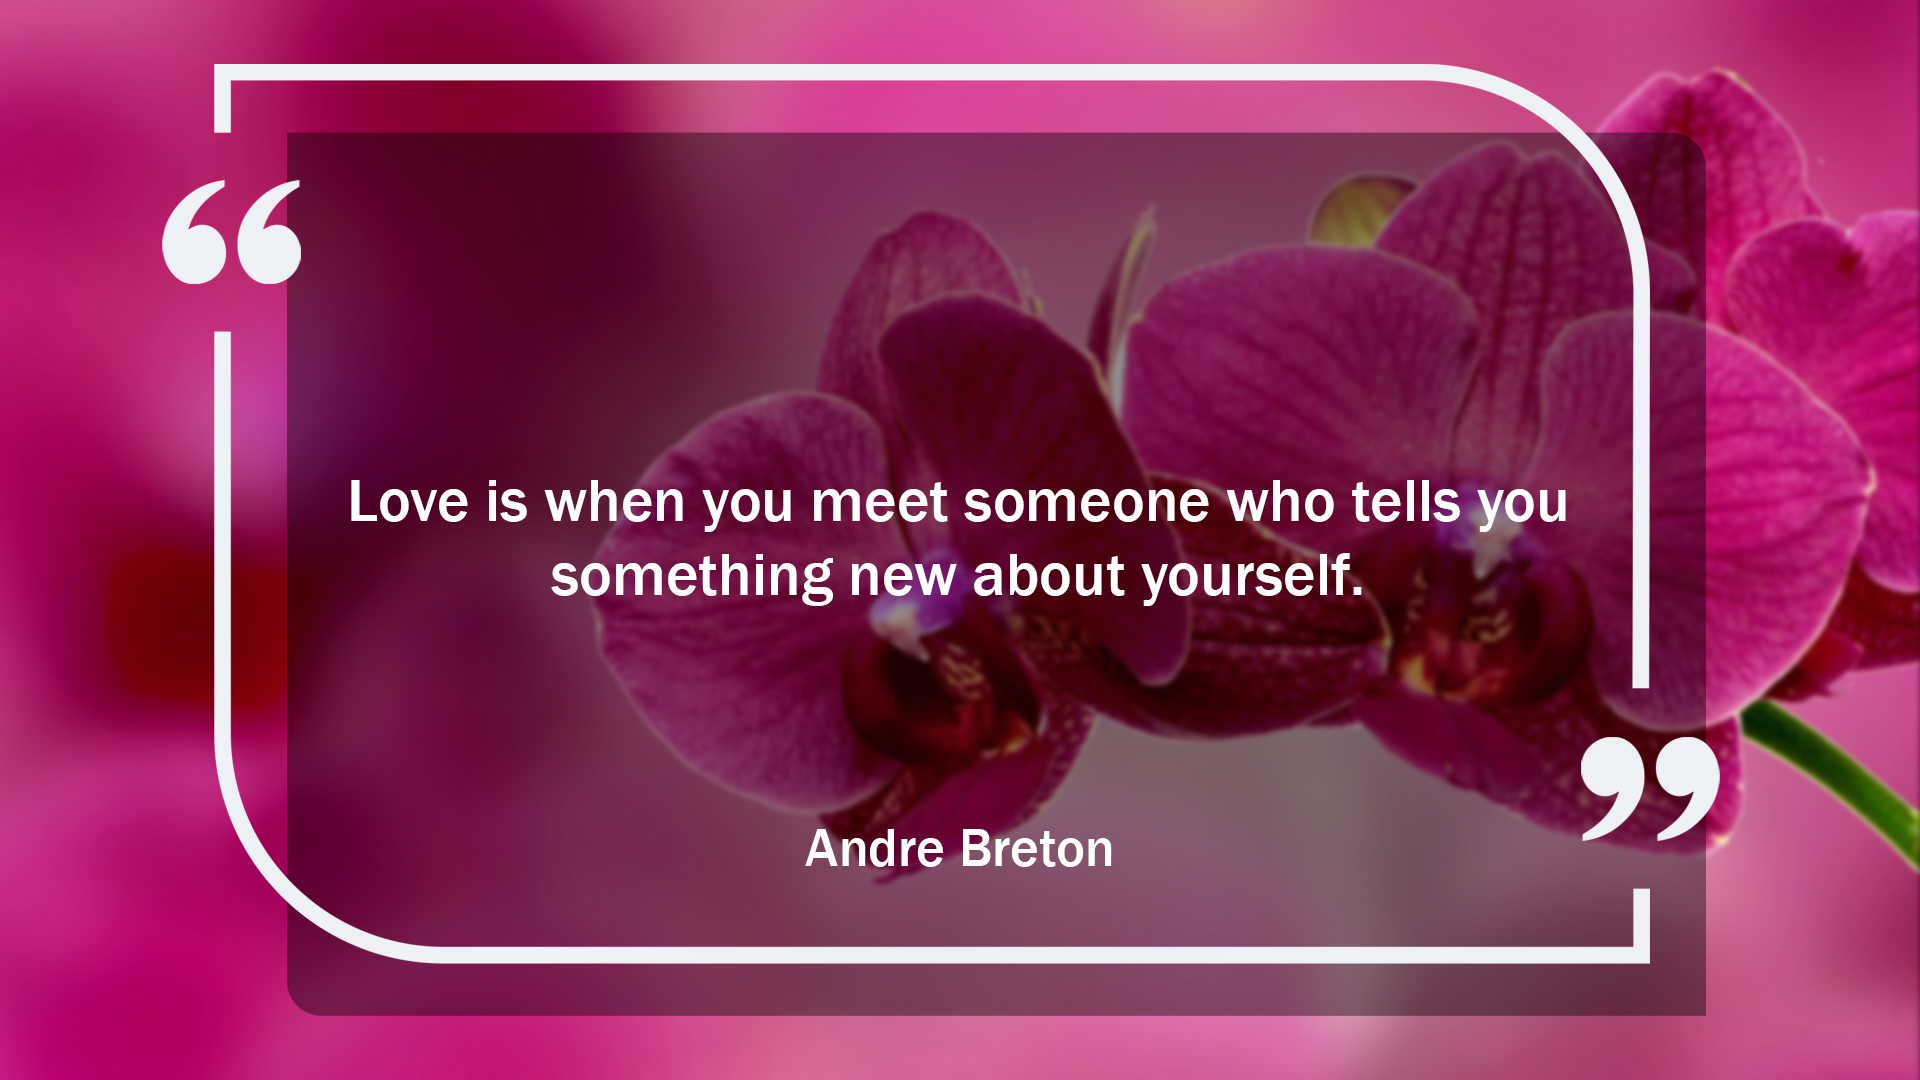 “
Love is when you meet someone who tells you
something new about yourself.
”
Andre Breton